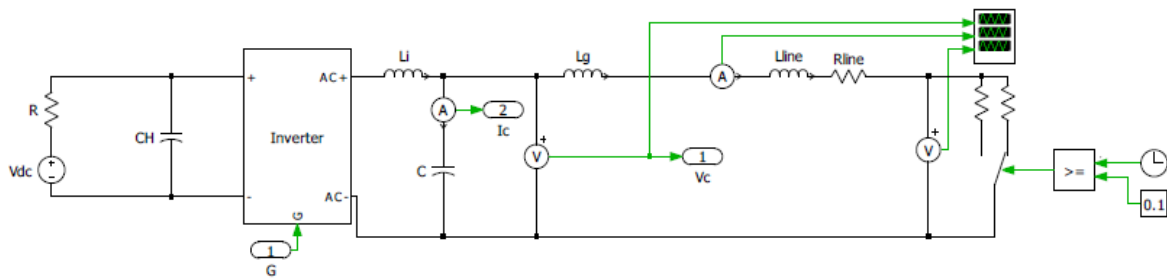 Li
Lg
Lline
Rline
A
+
AC+
R
CH
Inverter
A
2
Ic
+
V
1
Vc
+
V
>=
0.1
Vdc
+
-
C
-
AC-
G
1
G